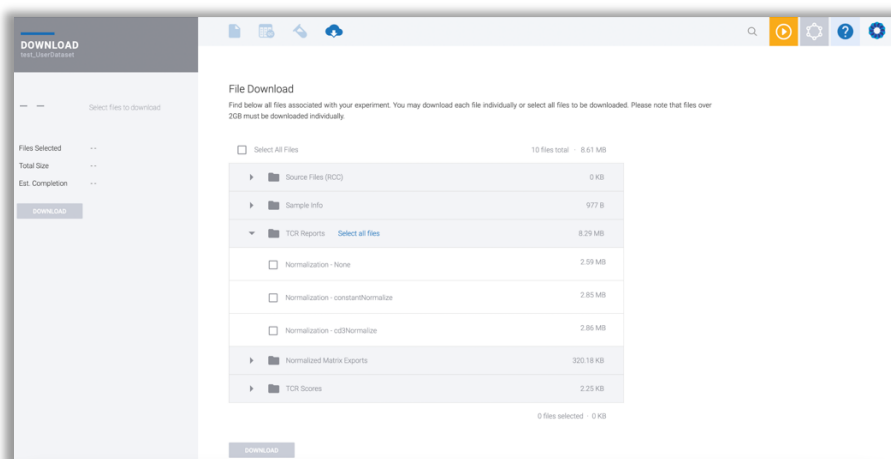 DOWNLOAD
test_UserDataset
?
-- --
Select files to download
Files Selected --
Total Size --
Est. Completion --
DOWNLOAD
File Download
Find below all files associated with your experiment. You may download each file individually or select all files to be downloaded. Please note that files over
2GB must be downloaded individually.
Select All Files 10 files total · 8.61 MB
Source Files (RCC) 0 KB
Sample Info 977 B
TCR Reports Select all files 8.29 MB
Normalization - None 2.59 MB
Normalization - constantNormalize 2.85 MB
Normalization - cd3Normalize 2.86 MB
Normalized Matrix Exports 320.18 KB
TCR Scores 2.25 KB
0 files selected · 0 KB
DOWNLOAD